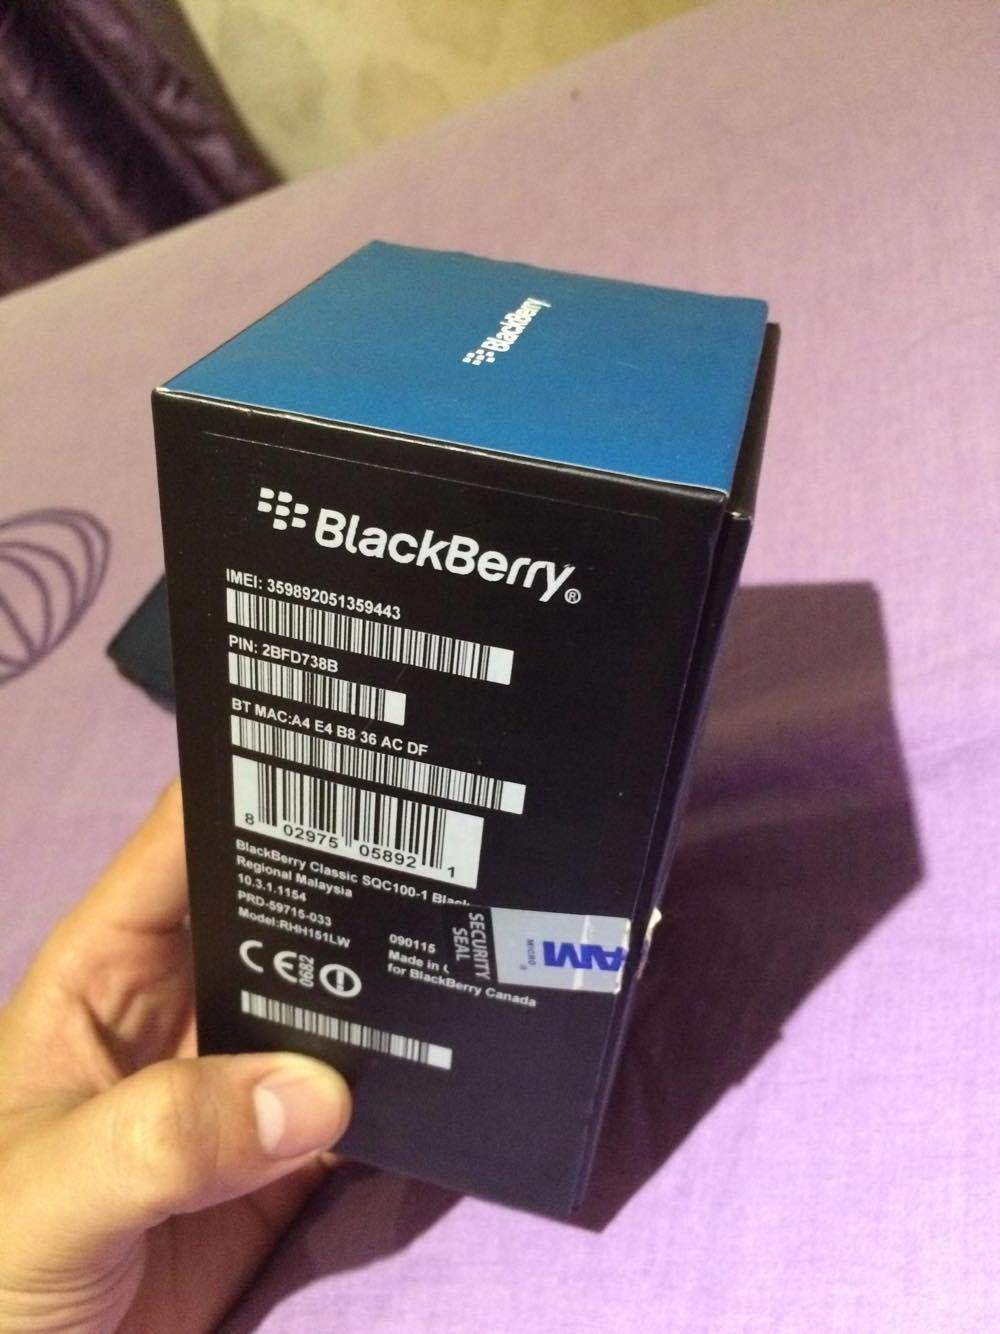 BlackBerry
BlackBerry®
IMEI: 359892051359443
PIN: 2BFD738B
BT MAC:A4 E4 B8 36 AC DF
8 02975 05892 1
BlackBerry Classic SQC100-1
Regional Malaysia
10.3.1.1154
PRD-59715-033
Model:RHH151LW
090115
Made in
for BlackBerry Canada
CE0682
SECURITY
SEAL
MICRO